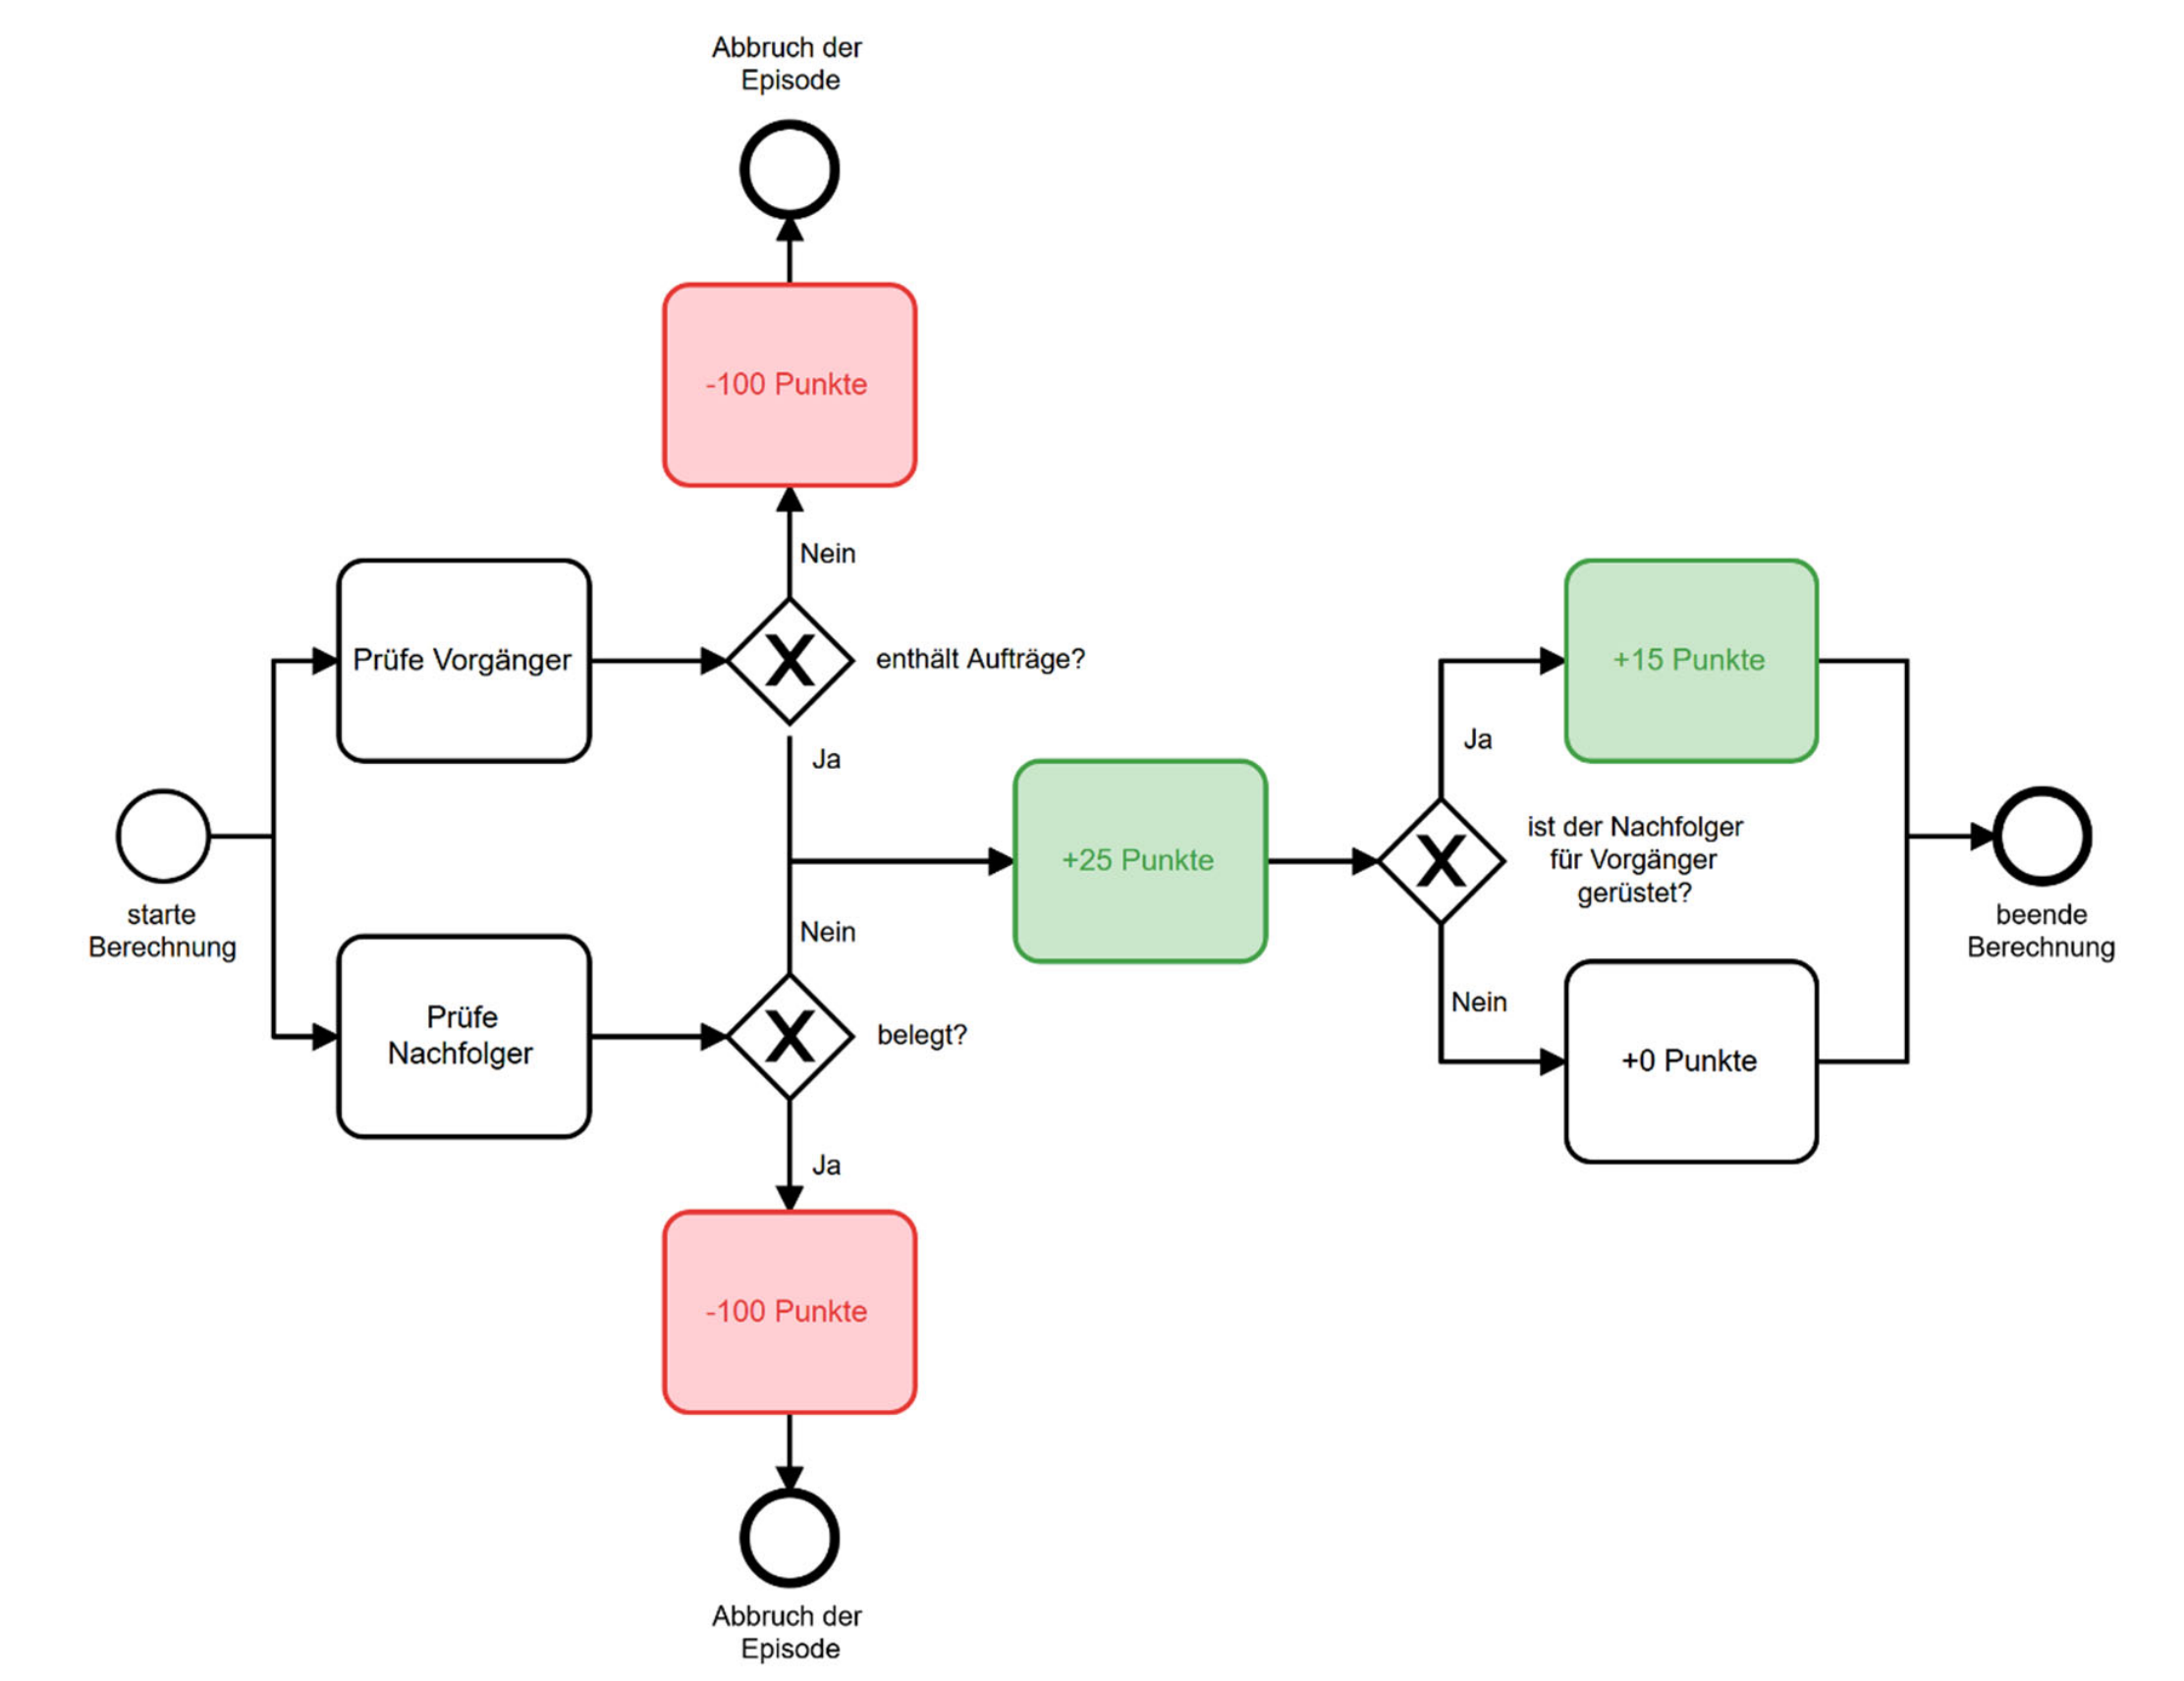 Abbruch der
Episode
-100 Punkte
Nein
Prüfe Vorgänger
X
enthält Aufträge?
Ja
starte
Berechnung
Prüfe
Nachfolger
Nein
X
belegt?
Ja
-100 Punkte
Abbruch der
Episode
+25 Punkte
X
ist der Nachfolger
für Vorgänger
gerüstet?
Ja
+15 Punkte
Nein
+0 Punkte
beende
Berechnung